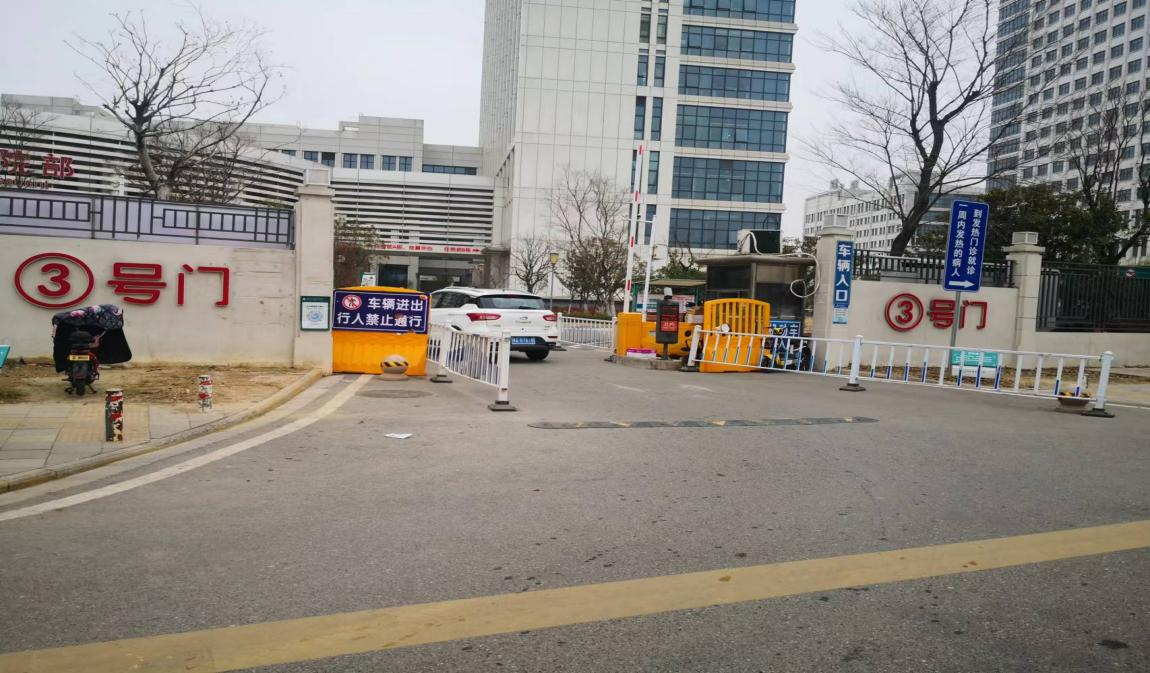 院部
③号门
车辆进出
行人禁止通行
车辆入口
到发热门诊就诊
一周内发热的病人
③号门